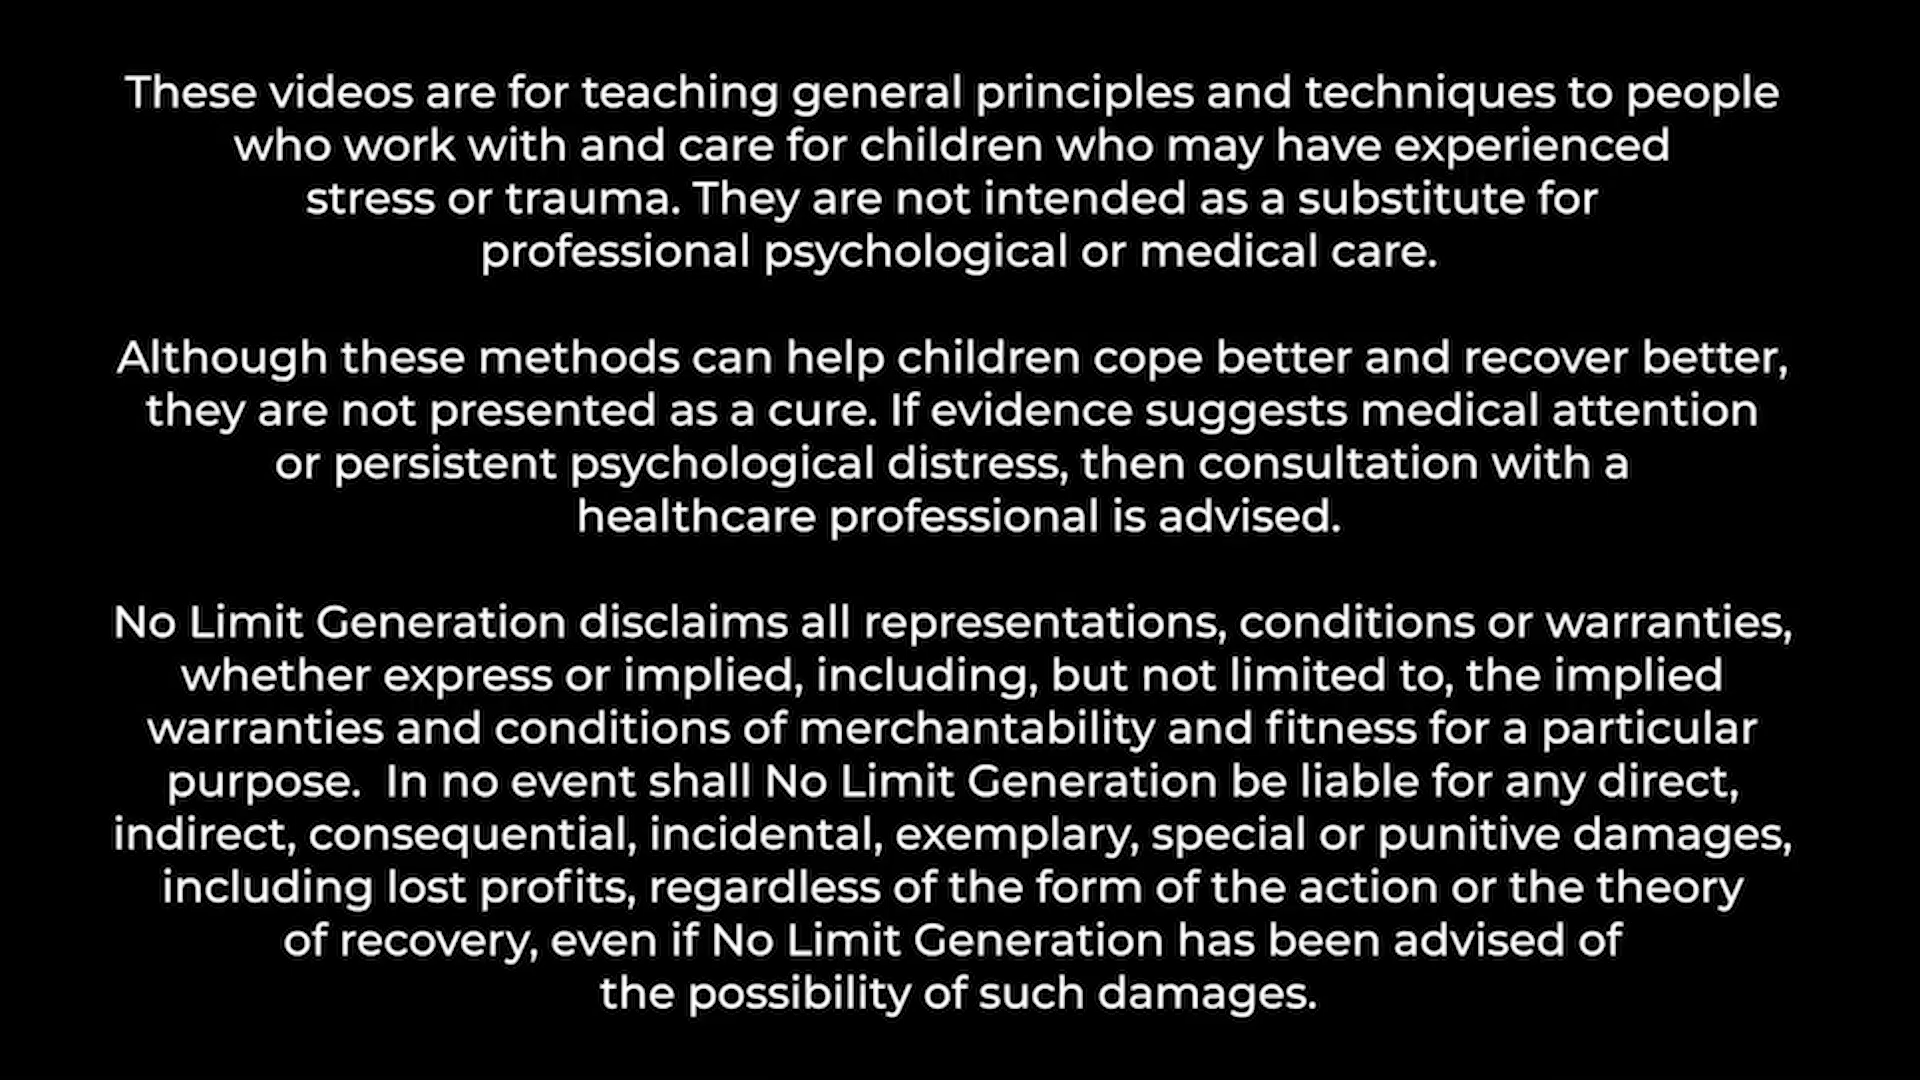 These videos are for teaching general principles and techniques to people
who work with and care for children who may have experienced
stress or trauma. They are not intended as a substitute for
professional psychological or medical care.
Although these methods can help children cope better and recover better,
they are not presented as a cure. If evidence suggests medical attention
or persistent psychological distress, then consultation with a
healthcare professional is advised.
No Limit Generation disclaims all representations, conditions or warranties,
whether express or implied, including, but not limited to, the implied
warranties and conditions of merchantability and fitness for a particular
purpose.  In no event shall No Limit Generation be liable for any direct,
indirect, consequential, incidental, exemplary, special or punitive damages,
including lost profits, regardless of the form of the action or the theory
of recovery, even if No Limit Generation has been advised of
the possibility of such damages.